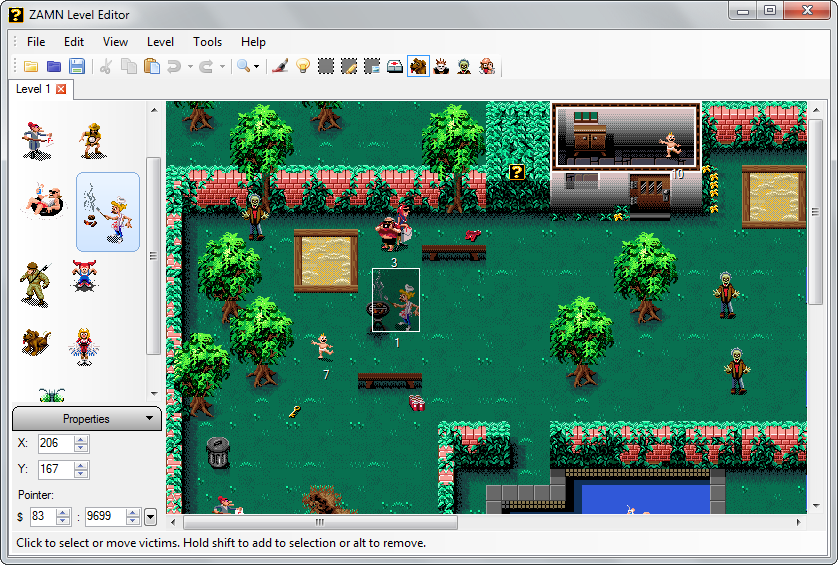 ZAMN Level Editor
File Edit View Level Tools Help
Level 1
?
10
3
1
7
Properties
X: 206
Y: 167
Pointer:
$ 83 : 9699
Click to select or move victims. Hold shift to add to selection or alt to remove.